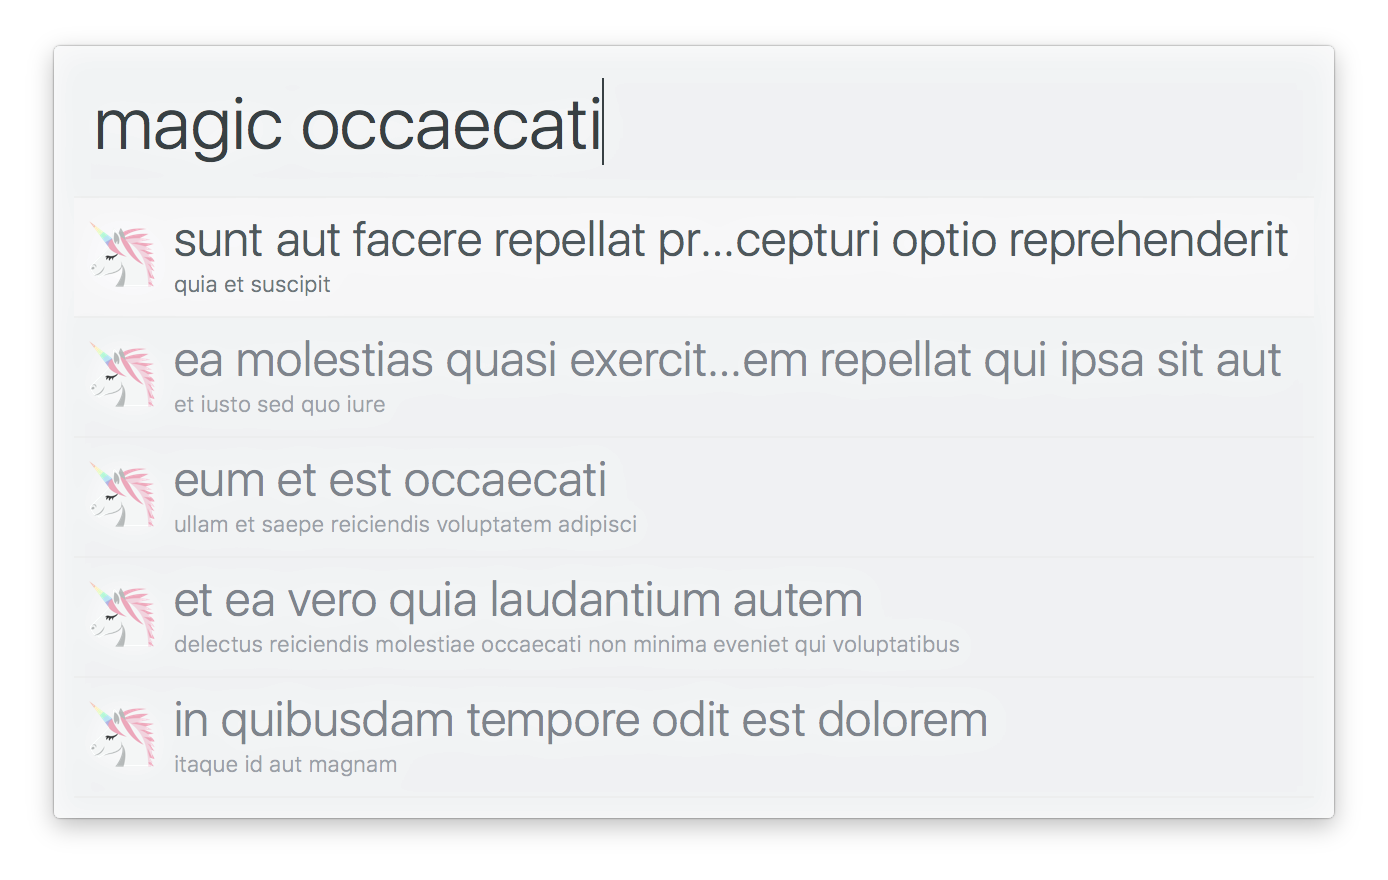 magic occaecati
sunt aut facere repellat pr...cepturi optio reprehenderit
quia et suscipit
ea molestias quasi exercit...em repellat qui ipsa sit aut
et iusto sed quo iure
eum et est occaecati
ullam et saepe reiciendis voluptatem adipisci
et ea vero quia laudantium autem
delectus reiciendis molestiae occaecati non minima eveniet qui voluptatibus
in quibusdam tempore odit est dolorem
itaque id aut magnam